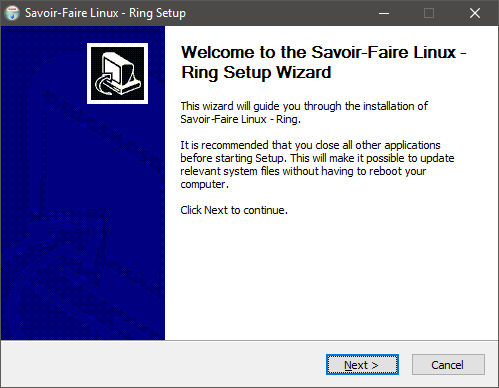 Savoir-Faire Linux - Ring Setup
Welcome to the Savoir-Faire Linux -
Ring Setup Wizard
This wizard will guide you through the installation of
Savoir-Faire Linux - Ring.
It is recommended that you close all other applications
before starting Setup. This will make it possible to update
relevant system files without having to reboot your
computer.
Click Next to continue.
Next >
Cancel